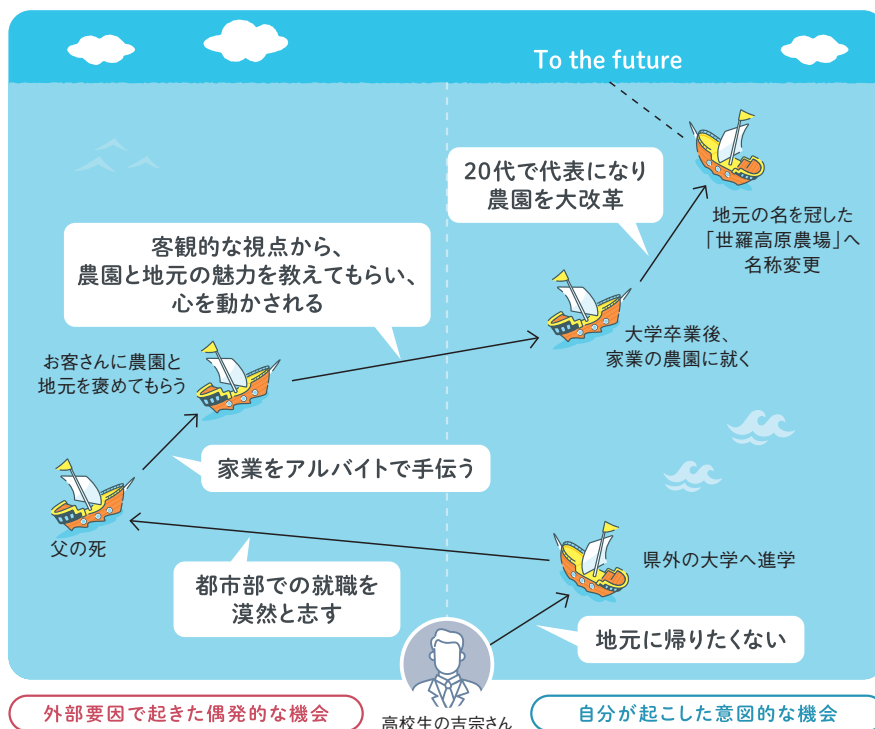 To the future
20代で代表になり
農園を大改革
地元の名を冠した
「世羅高原農場」へ
名称変更
客観的な視点から、
農園と地元の魅力を教えてもらい、
心を動かされる
大学卒業後、
家業の農園に就く
お客さんに農園と
地元を褒めてもらう
家業をアルバイトで手伝う
父の死
県外の大学へ進学
都市部での就職を
漠然と志す
地元に帰りたくない
外部要因で起きた偶発的な機会
高校生の吉宗さん
自分が起こした意図的な機会